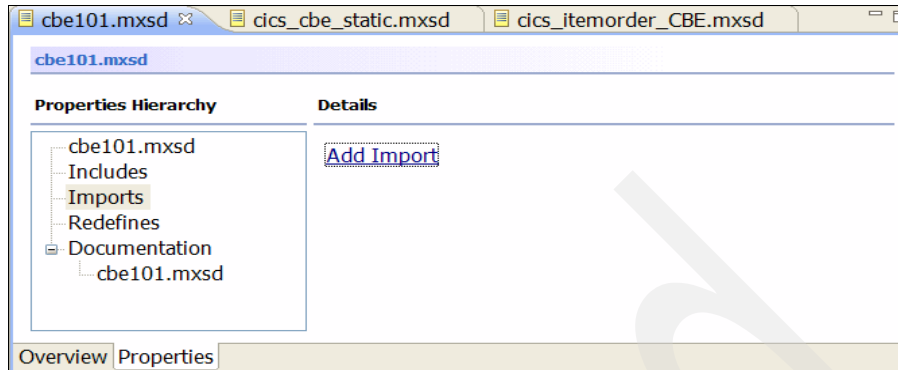 cbe101.mxsd cics_cbe_static.mxsd cics_itemorder_CBE.mxsd
cbe101.mxsd
Properties Hierarchy Details
cbe101.mxsd
Add Import
Includes
Imports
Redefines
Documentation
cbe101.mxsd
Overview Properties